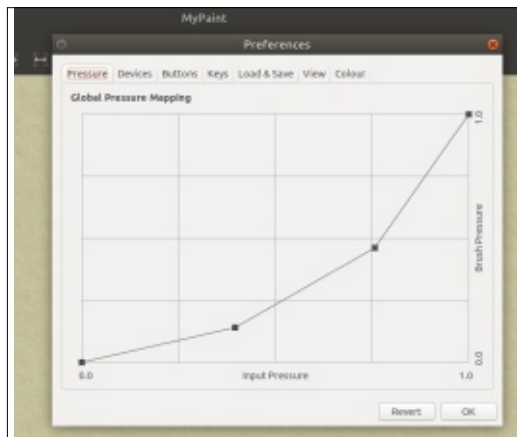 MyPaint
Preferences
Pressure Devices Buttons Keys Load & Save View Colour
Global Pressure Mapping
1.0
Brush Pressure
0.0
0.0 Input Pressure 1.0
Revert OK